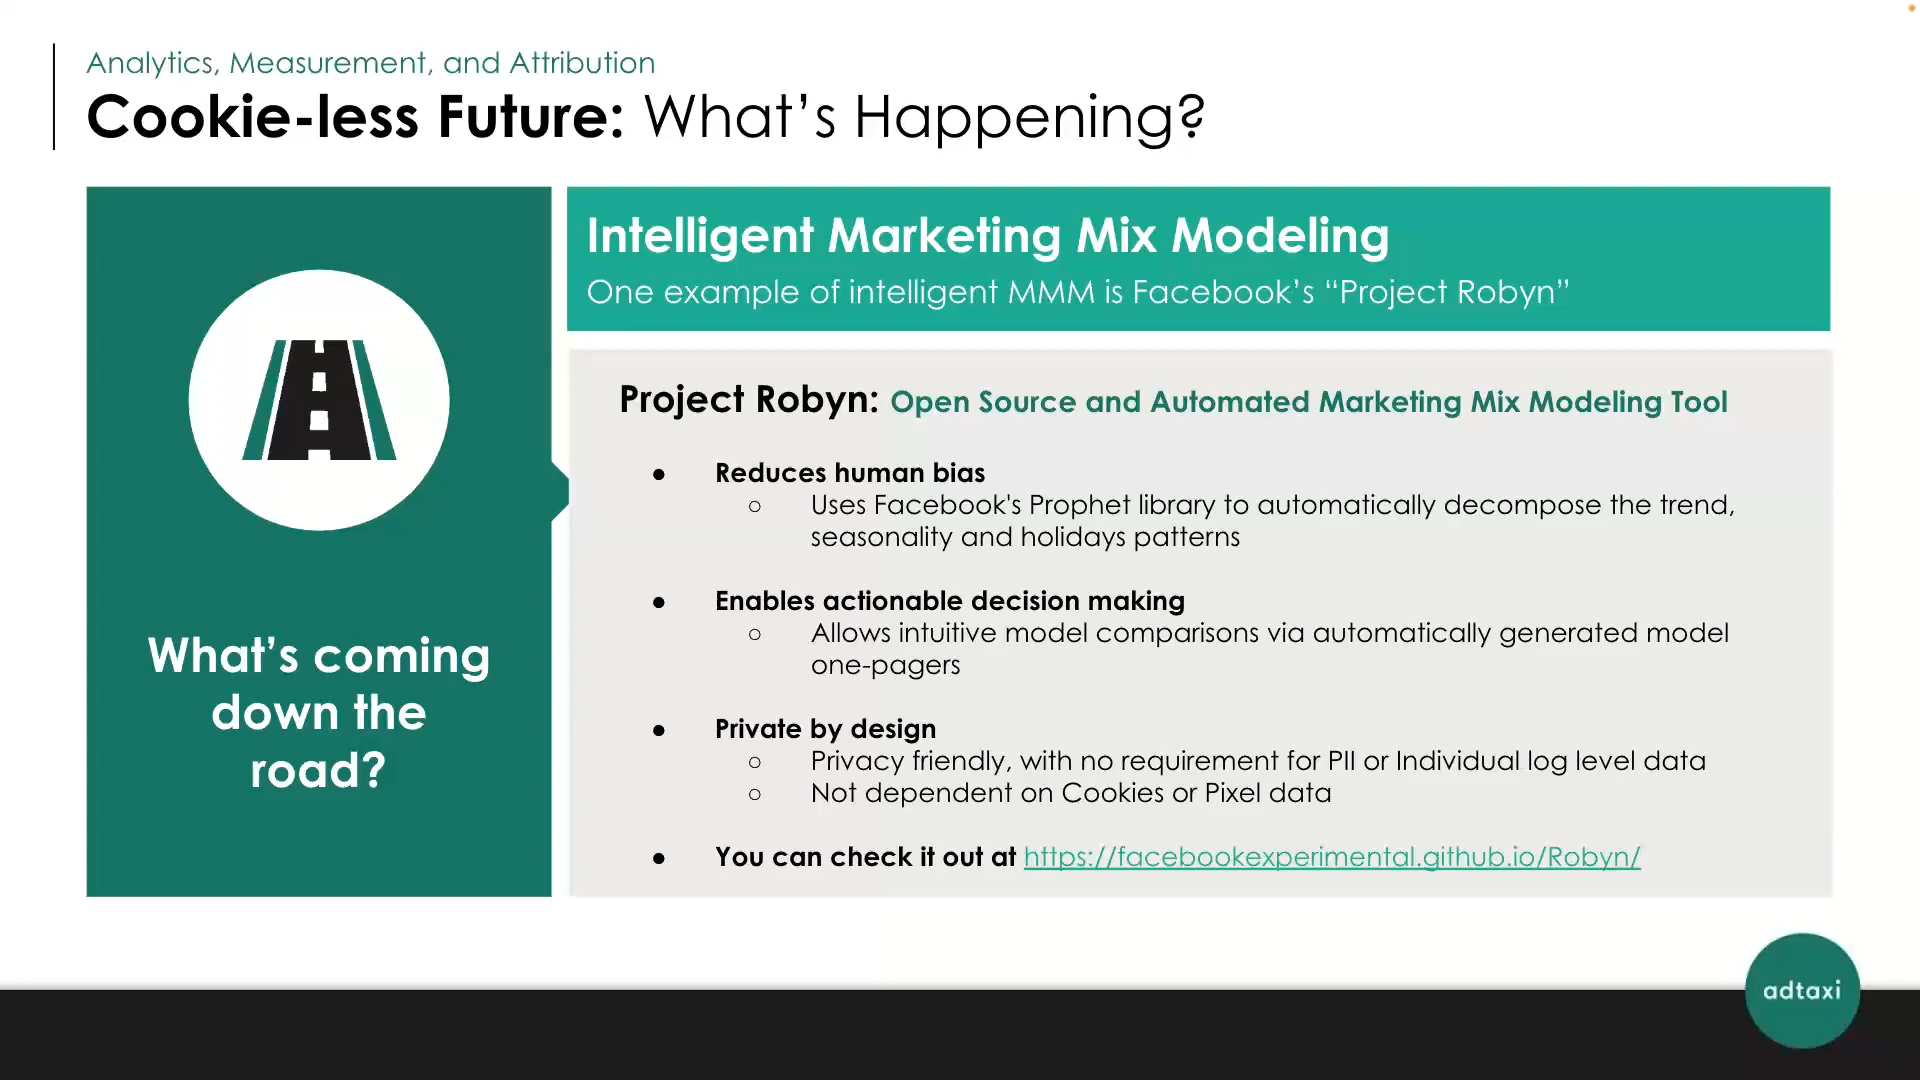 Analytics, Measurement, and Attribution
Cookie-less Future: What’s Happening?
What’s coming
down the
road?
Intelligent Marketing Mix Modeling
One example of intelligent MMM is Facebook’s “Project Robyn”
Project Robyn: Open Source and Automated Marketing Mix Modeling Tool
● Reduces human bias
○ Uses Facebook's Prophet library to automatically decompose the trend,
seasonality and holidays patterns
● Enables actionable decision making
○ Allows intuitive model comparisons via automatically generated model
one-pagers
● Private by design
○ Privacy friendly, with no requirement for PII or Individual log level data
○ Not dependent on Cookies or Pixel data
● You can check it out at https://facebookexperimental.github.io/Robyn/
adtaxi